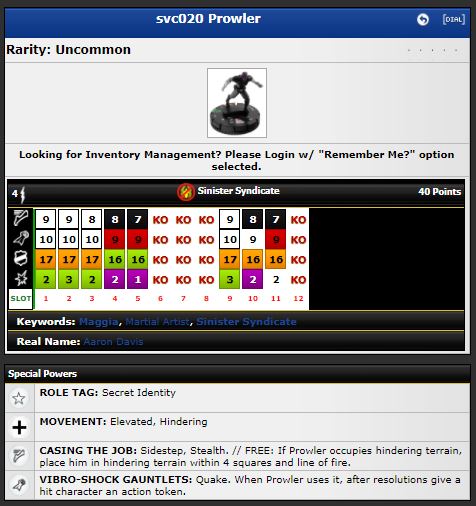 svc020 Prowler
[DIAL]
Rarity: Uncommon
Looking for Inventory Management? Please Login w/ "Remember Me?" option
selected.
4 Sinister Syndicate 40 Points
9 9 8 8 7 KO KO KO 9 8 7 KO
10 10 10 9 9 KO KO KO 10 9 9 KO
17 17 17 16 16 KO KO KO 17 16 16 KO
2 3 2 2 1 KO KO KO 3 2 2 KO
SLOT 1 2 3 4 5 6 7 8 9 10 11 12
Keywords: Maggia, Martial Artist, Sinister Syndicate
Real Name: Aaron Davis
Special Powers
ROLE TAG: Secret Identity
MOVEMENT: Elevated, Hindering
CASING THE JOB: Sidestep, Stealth. // FREE: If Prowler occupies hindering terrain,
place him in hindering terrain within 4 squares and line of fire.
VIBRO-SHOCK GAUNTLETS: Quake. When Prowler uses it, after resolutions give a
hit character an action token.